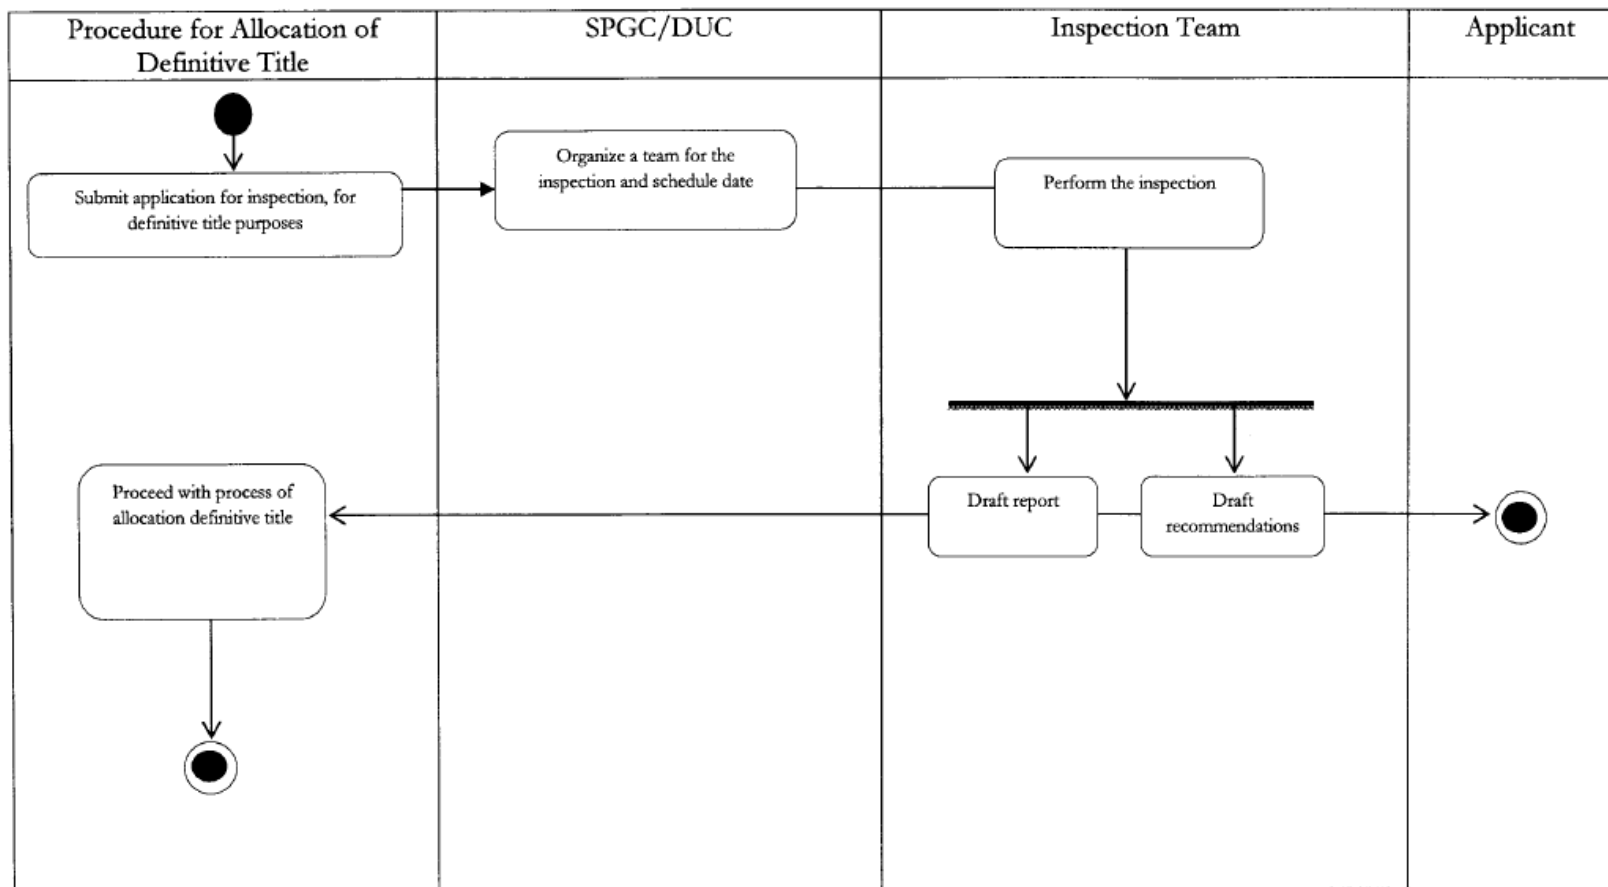 Procedure for Allocation of
Definitive Title
SPGC/DUC
Inspection Team
Applicant
Submit application for inspection, for
definitive title purposes
Organize a team for the
inspection and schedule date
Perform the inspection
Proceed with process of
allocation definitive title
Draft report
Draft
recommendations